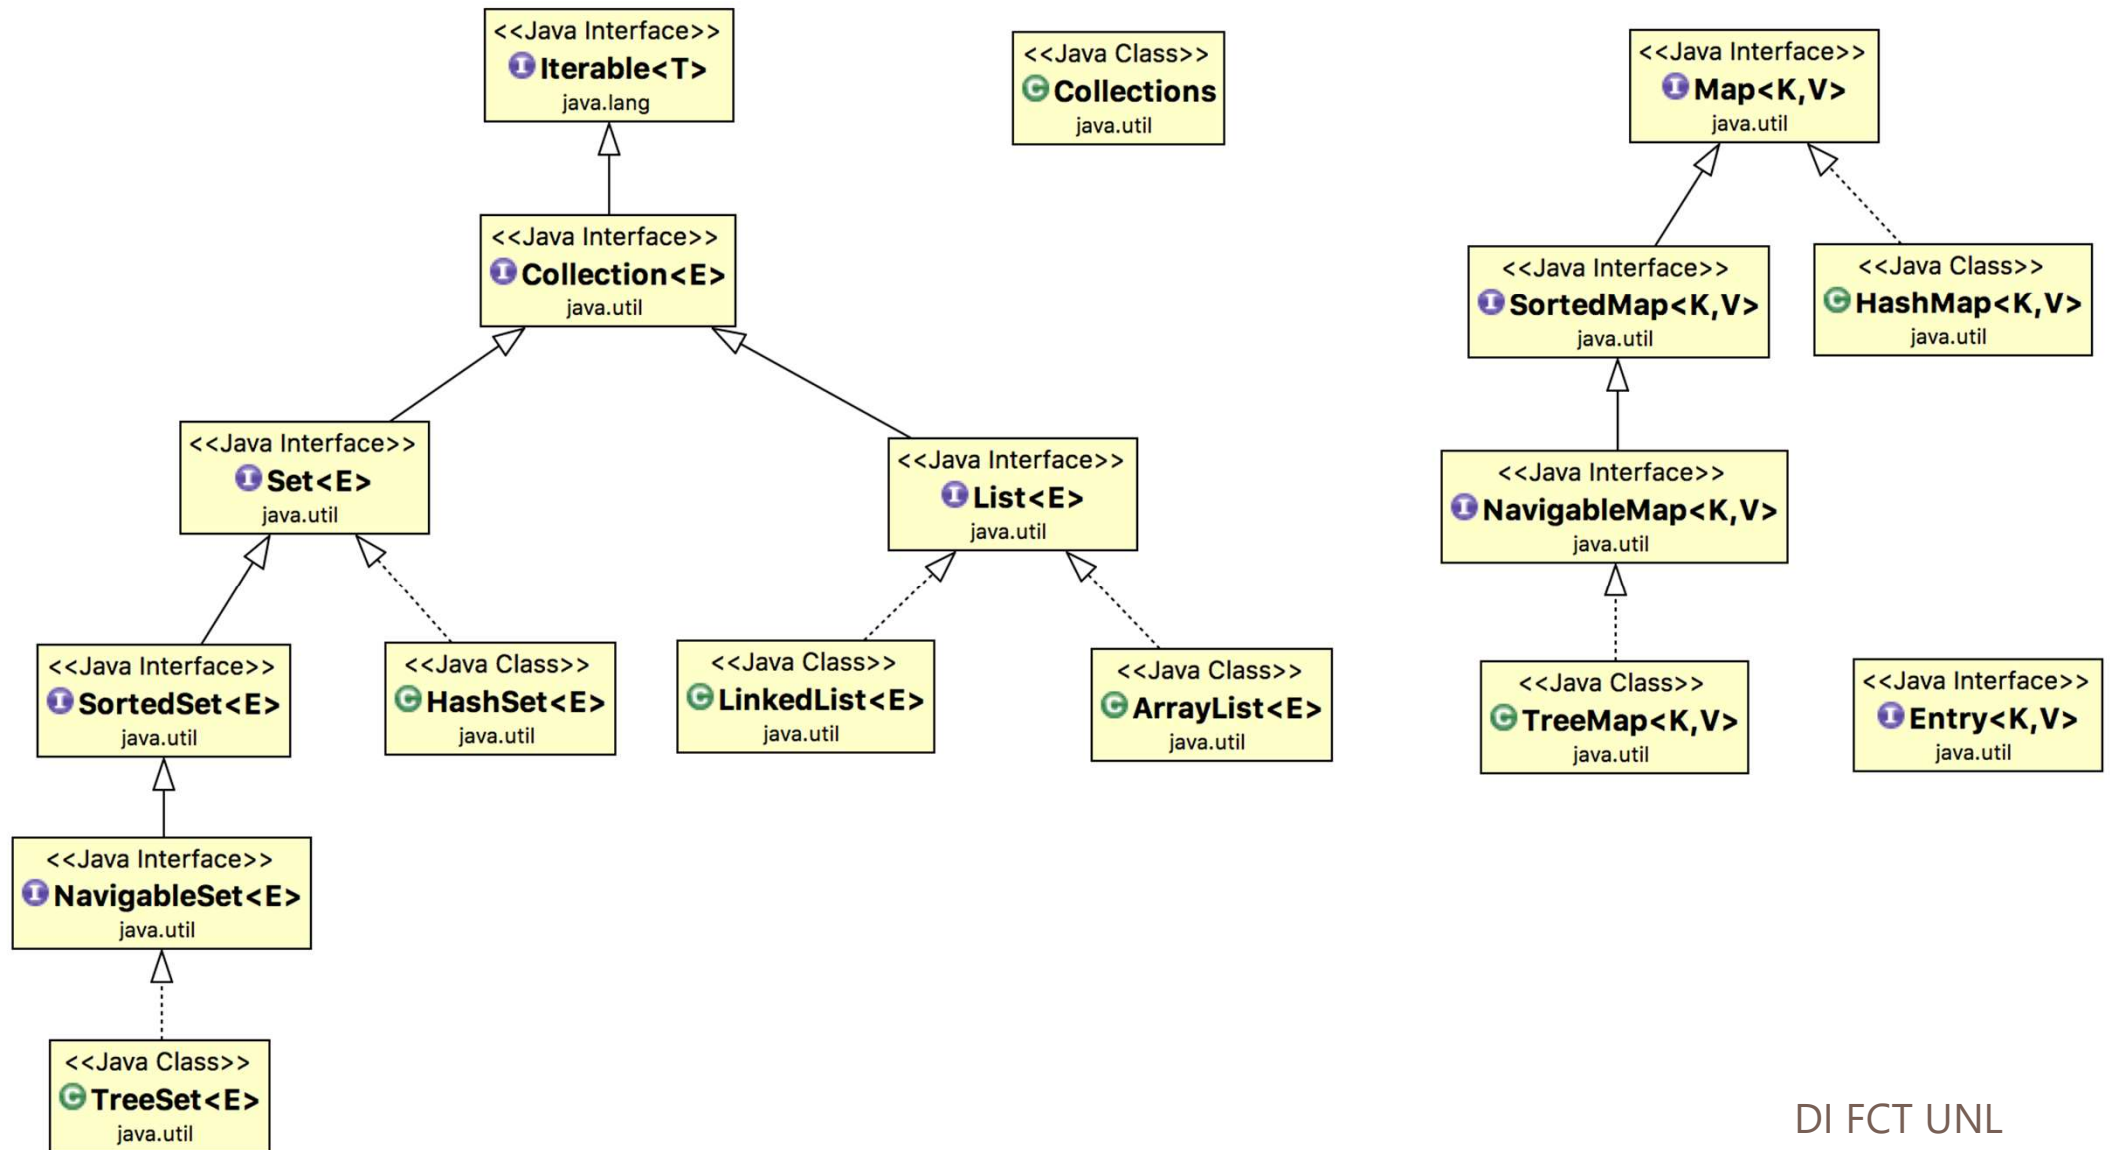 <<Java Interface>>
Iterable<T>
java.lang
<<Java Class>>
Collections
java.util
<<Java Interface>>
Map<K,V>
java.util
<<Java Interface>>
Collection<E>
java.util
<<Java Interface>>
SortedMap<K,V>
java.util
<<Java Class>>
HashMap<K,V>
java.util
<<Java Interface>>
Set<E>
java.util
<<Java Interface>>
List<E>
java.util
<<Java Interface>>
NavigableMap<K,V>
java.util
<<Java Interface>>
SortedSet<E>
java.util
<<Java Class>>
HashSet<E>
java.util
<<Java Class>>
LinkedList<E>
java.util
<<Java Class>>
ArrayList<E>
java.util
<<Java Class>>
TreeMap<K,V>
java.util
<<Java Interface>>
Entry<K,V>
java.util
<<Java Interface>>
NavigableSet<E>
java.util
<<Java Class>>
TreeSet<E>
java.util
DI FCT UNL